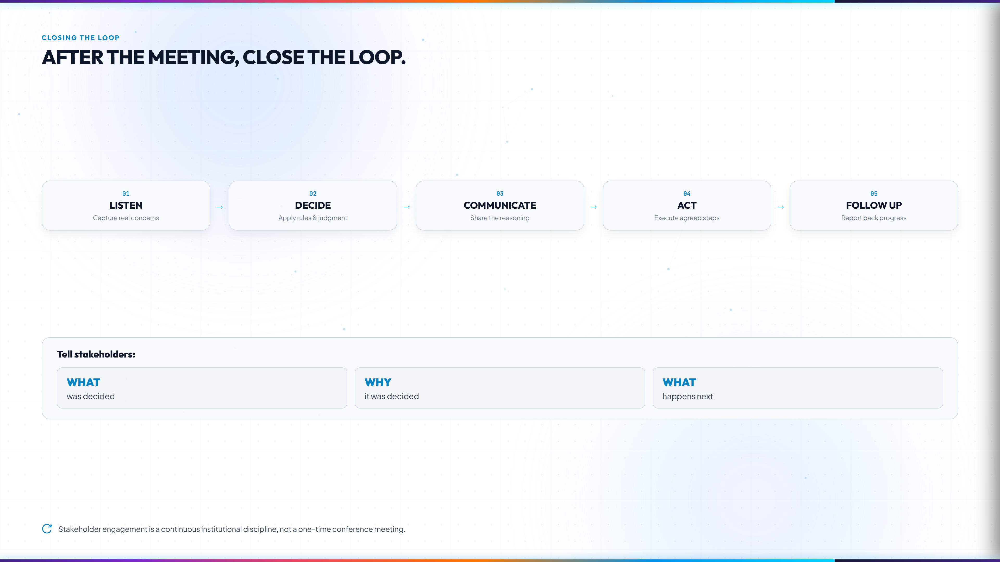 CLOSING THE LOOP
AFTER THE MEETING, CLOSE THE LOOP.
01
LISTEN
Capture real concerns
→
02
DECIDE
Apply rules & judgment
→
03
COMMUNICATE
Share the reasoning
→
04
ACT
Execute agreed steps
→
05
FOLLOW UP
Report back progress
Tell stakeholders:
WHAT
was decided
WHY
it was decided
WHAT
happens next
Stakeholder engagement is a continuous institutional discipline, not a one-time conference meeting.